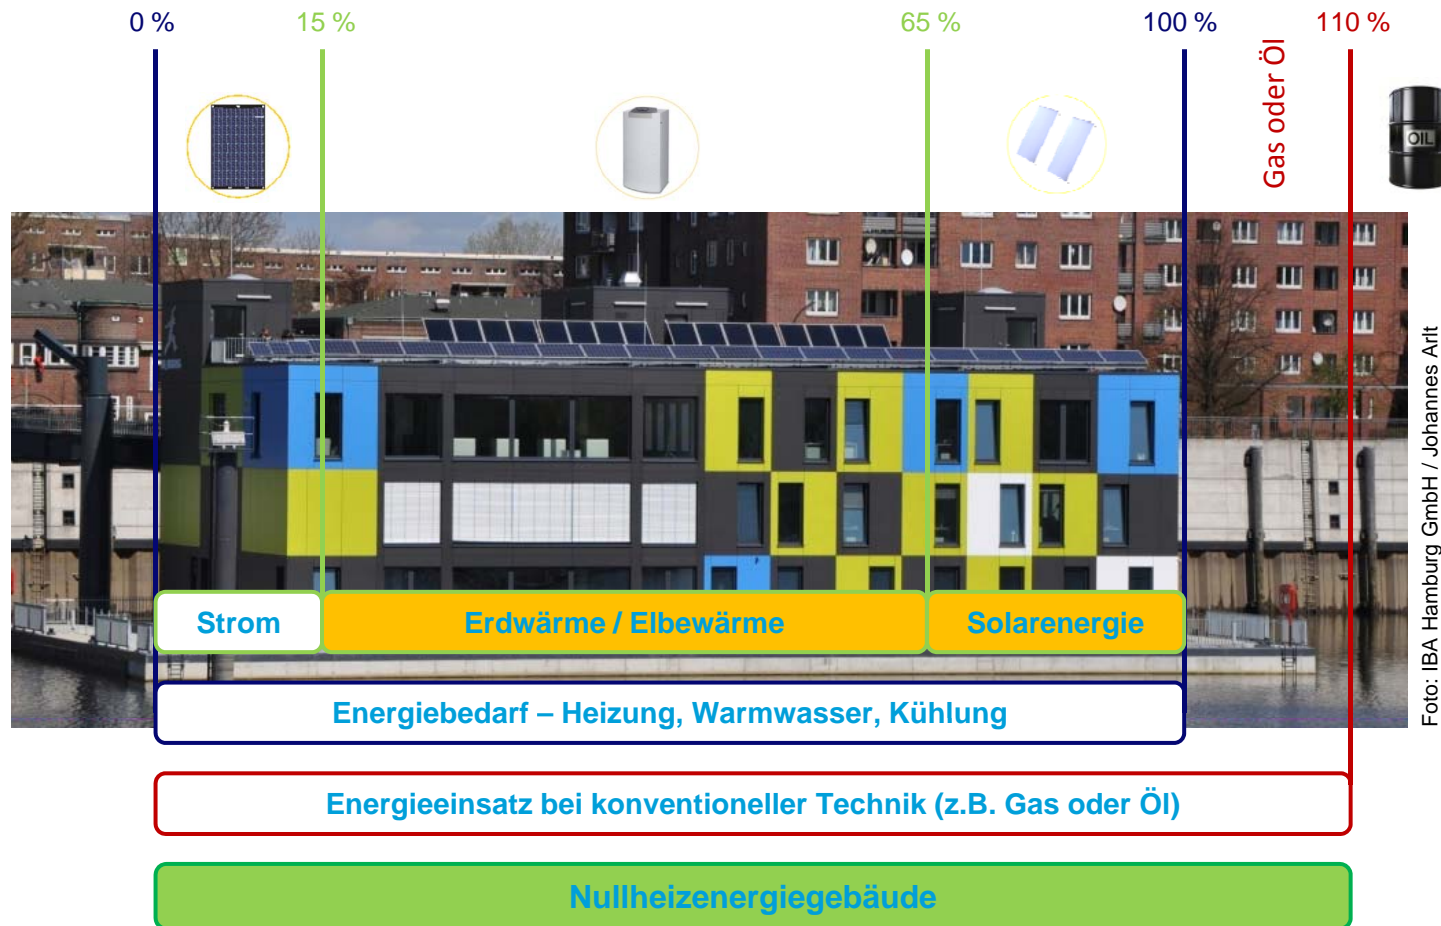 0 %
15 %
65 %
100 %
110 %
Gas oder Öl
OIL
Strom
Erdwärme / Elbewärme
Solarenergie
Energiebedarf – Heizung, Warmwasser, Kühlung
Energieeinsatz bei konventioneller Technik (z.B. Gas oder Öl)
Nullheizenergiegebäude
Foto: IBA Hamburg GmbH / Johannes Arlt